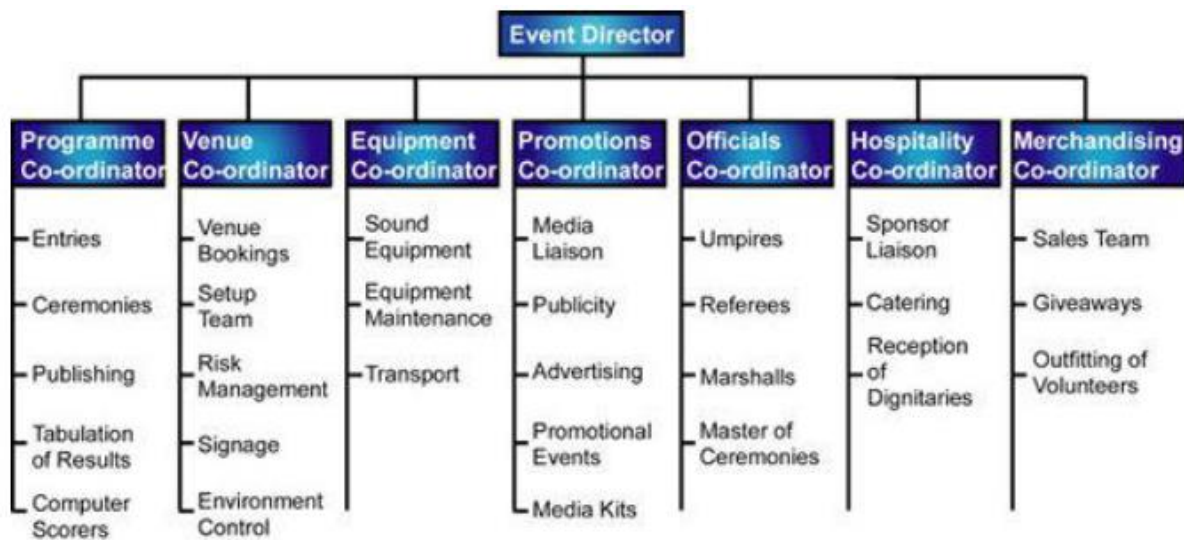 Event Director
Programme
Co-ordinator
Entries
Ceremonies
Publishing
Tabulation
of Results
Computer
Scorers
Venue
Co-ordinator
Venue
Bookings
Setup
Team
Risk
Management
Signage
Environment
Control
Equipment
Co-ordinator
Sound
Equipment
Equipment
Maintenance
Transport
Promotions
Co-ordinator
Media
Liaison
Publicity
Advertising
Promotional
Events
Media Kits
Officials
Co-ordinator
Umpires
Referees
Marshalls
Master of
Ceremonies
Hospitality
Co-ordinator
Sponsor
Liaison
Catering
Reception
of
Dignitaries
Merchandising
Co-ordinator
Sales Team
Giveaways
Outfitting of
Volunteers